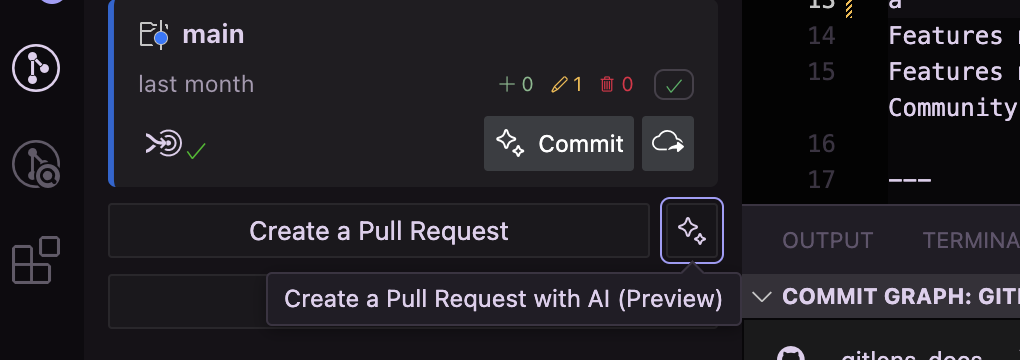 main
last month
+0 1 0
Commit
Create a Pull Request
Create a Pull Request with AI (Preview)
13 a
14 Features
15 Features
Community
16
17 ---
OUTPUT TERMINA
COMMIT GRAPH: GITL
gitlens-docs